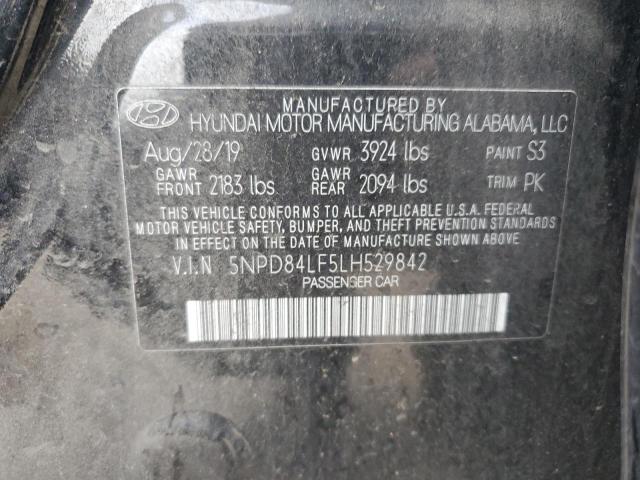 MANUFACTURED BY
HYUNDAI MOTOR MANUFACTURING ALABAMA, LLC
Aug/28/19 GVWR 3924 lbs PAINT S3
GAWR FRONT 2183 lbs GAWR REAR 2094 lbs TRIM PK
THIS VEHICLE CONFORMS TO ALL APPLICABLE U.S.A. FEDERAL
MOTOR VEHICLE SAFETY, BUMPER, AND THEFT PREVENTION STANDARDS
IN EFFECT ON THE DATE OF MANUFACTURE SHOWN ABOVE
V.I.N 5NPD84LF5LH529842
PASSENGER CAR